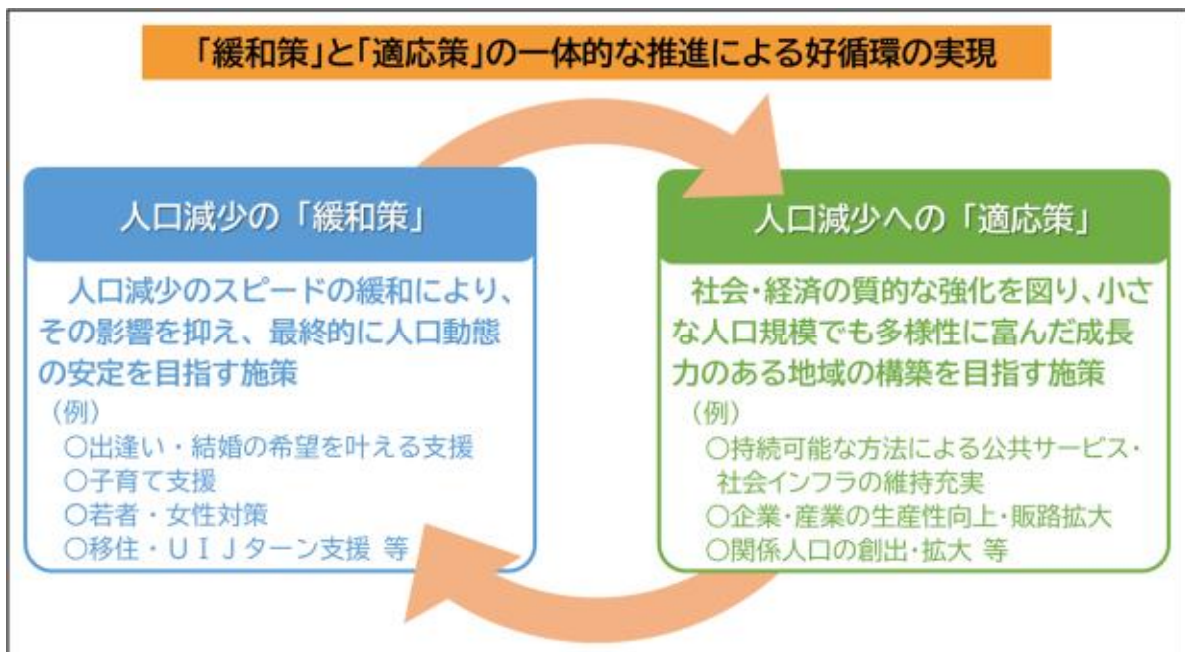 「緩和策」と「適応策」の一体的な推進による好循環の実現
人口減少の「緩和策」
人口減少のスピードの緩和により、
その影響を抑え、最終的に人口動態
の安定を目指す施策
（例）
○出逢い・結婚の希望を叶える支援
○子育て支援
○若者・女性対策
○移住・ＵＩＪターン支援 等
人口減少への「適応策」
社会・経済の質的な強化を図り、小さ
な人口規模でも多様性に富んだ成長
力のある地域の構築を目指す施策
（例）
○持続可能な方法による公共サービス・
社会インフラの維持充実
○企業・産業の生産性向上・販路拡大
○関係人口の創出・拡大 等